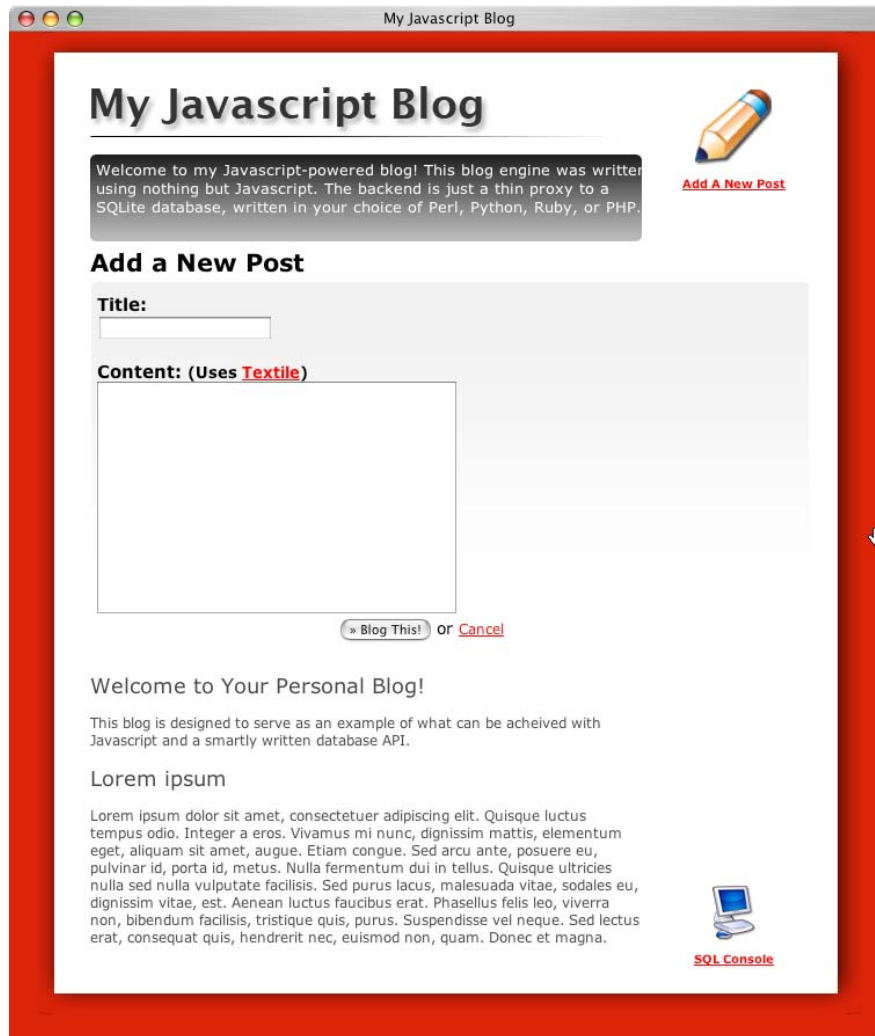 My Javascript Blog
My Javascript Blog
Add A New Post
Welcome to my Javascript-powered blog! This blog engine was written
using nothing but Javascript. The backend is just a thin proxy to a
SQLite database, written in your choice of Perl, Python, Ruby, or PHP.
Add a New Post
Title:
Content: (Uses Textile)
» Blog This! or Cancel
Welcome to Your Personal Blog!
This blog is designed to serve as an example of what can be acheived with
Javascript and a smartly written database API.
Lorem ipsum
Lorem ipsum dolor sit amet, consectetuer adipiscing elit. Quisque luctus
tempus odio. Integer a eros. Vivamus mi nunc, dignissim mattis, elementum
eget, aliquam sit amet, augue. Etiam congue. Sed arcu ante, posuere eu,
pulvinar id, porta id, metus. Nulla fermentum dui in tellus. Quisque ultricies
nulla sed nulla vulputate facilisis. Sed purus lacus, malesuada vitae, sodales eu,
dignissim vitae, est. Aenean luctus faucibus erat. Phasellus felis leo, viverra
non, bibendum facilisis, tristique quis, purus. Suspendisse vel neque. Sed lectus
erat, consequat quis, hendrerit nec, euismod non, quam. Donec et magna.
SQL Console